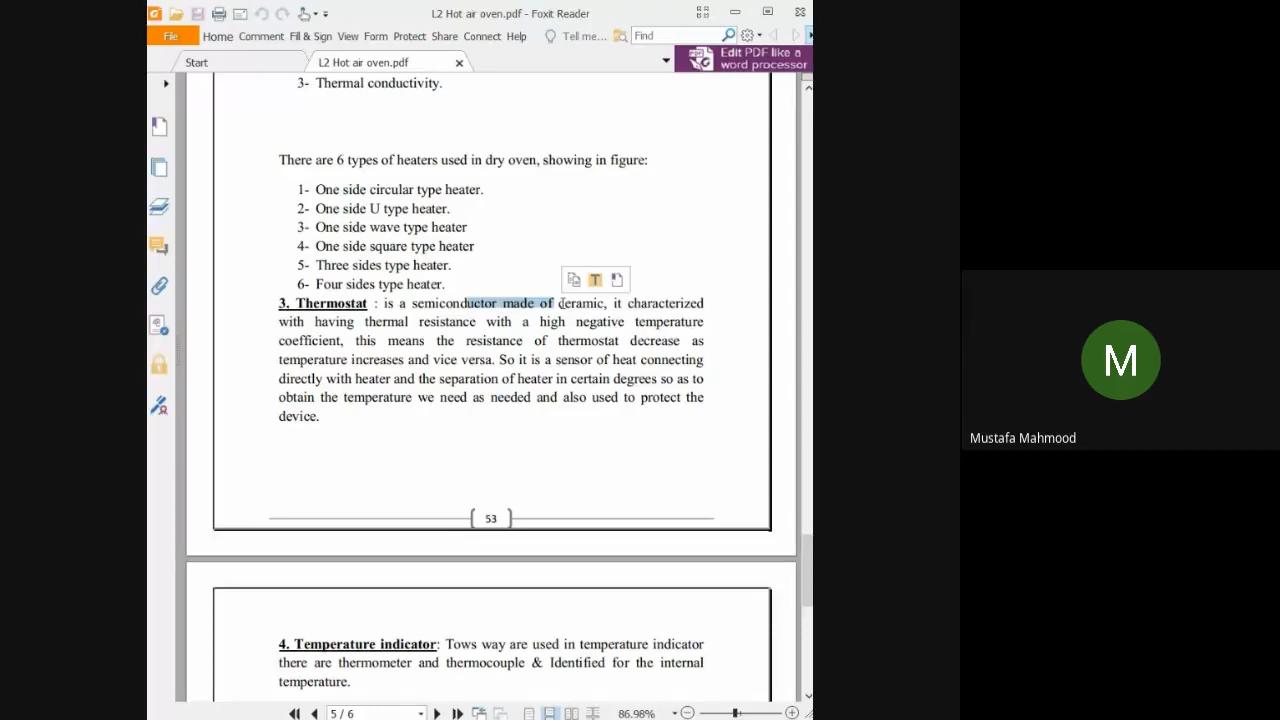 L2 Hot air oven.pdf - Foxit Reader
File Home Comment Fill & Sign View Form Protect Share Connect Help Tell me... Find
Start L2 Hot air oven.pdf
Edit PDF like a
word processor
3- Thermal conductivity.
There are 6 types of heaters used in dry oven, showing in figure:
1- One side circular type heater.
2- One side U type heater.
3- One side wave type heater
4- One side square type heater
5- Three sides type heater.
6- Four sides type heater.
3. Thermostat : is a semiconductor made of ceramic, it characterized
with having thermal resistance with a high negative temperature
coefficient, this means the resistance of thermostat decrease as
temperature increases and vice versa. So it is a sensor of heat connecting
directly with heater and the separation of heater in certain degrees so as to
obtain the temperature we need as needed and also used to protect the
device.
53
4. Temperature indicator: Tows way are used in temperature indicator
there are thermometer and thermocouple & Identified for the internal
temperature.
5 / 6
86.98%
M
Mustafa Mahmood